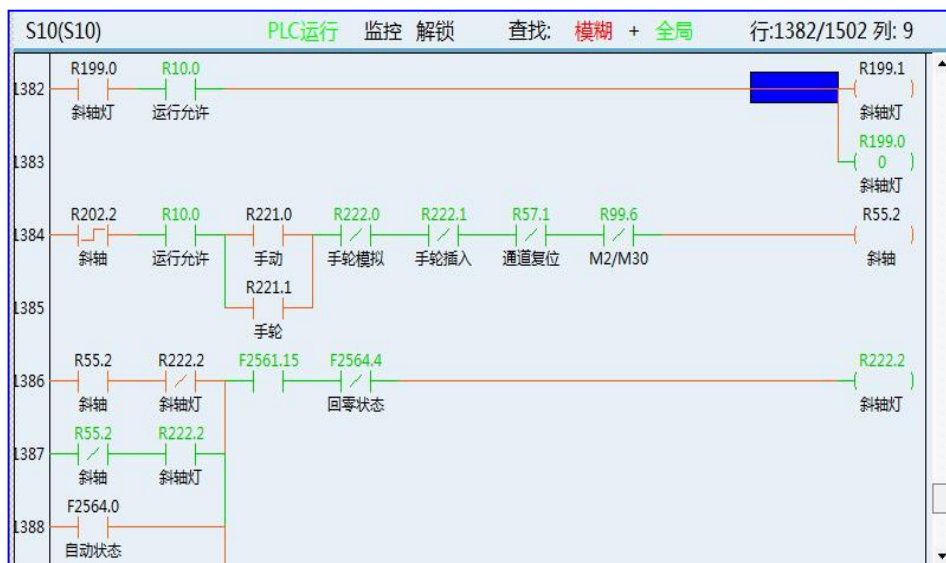 S10(S10) PLC运行 监控 解锁 查找: 模糊 + 全局 行:1382/1502 列: 9
R199.0 R10.0 R199.1
1382
斜轴灯 运行允许 斜轴灯
R199.0
1383 0
斜轴灯
R202.2 R10.0 R221.0 R222.0 R222.1 R57.1 R99.6 R55.2
1384
斜轴 运行允许 手动 手轮模拟 手轮插入 通道复位 M2/M30 斜轴
R221.1
1385
手轮
R55.2 R222.2 F2561.15 F2564.4 R222.2
1386
斜轴 斜轴灯 回零状态 斜轴灯
R55.2 R222.2
1387
斜轴 斜轴灯
F2564.0
1388
自动状态